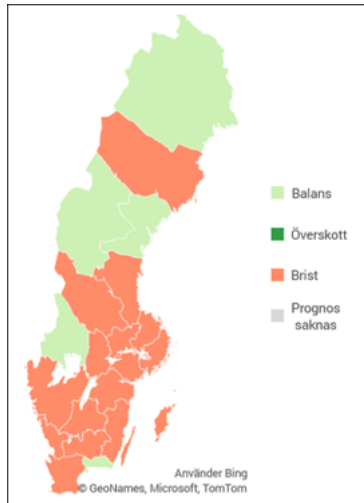 Balans
Överskott
Brist
Prognos
saknas
Använder Bing
© GeoNames, Microsoft, TomTom